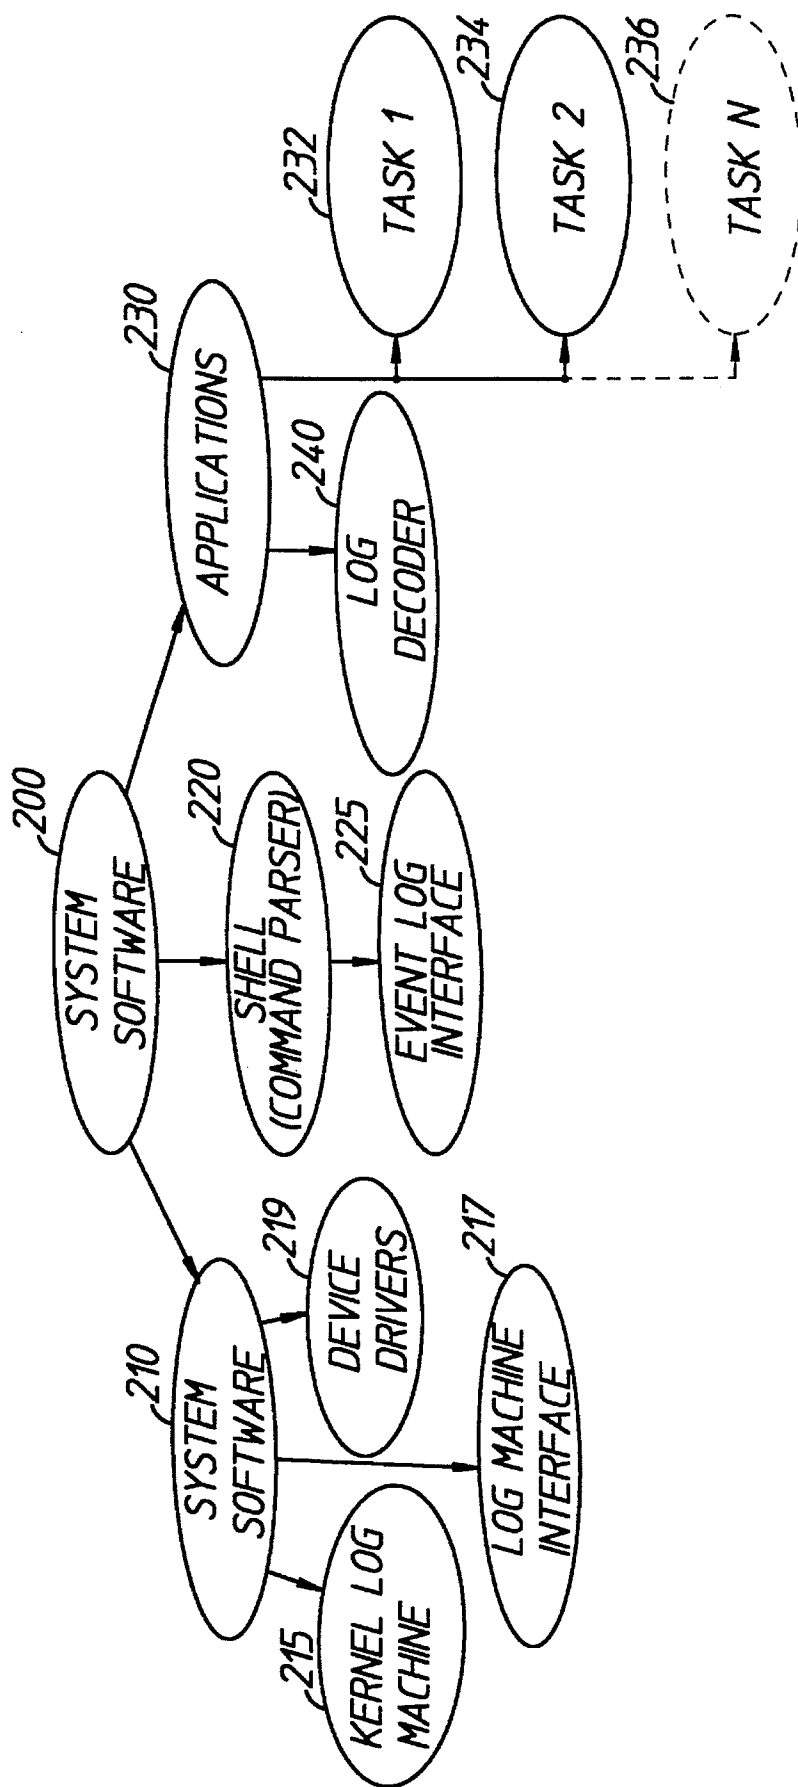 200
SYSTEM
SOFTWARE
210
SYSTEM
SOFTWARE
220
SHELL
(COMMAND PARSER)
230
APPLICATIONS
215
KERNEL LOG
MACHINE
219
DEVICE
DRIVERS
217
LOG MACHINE
INTERFACE
225
EVENT LOG
INTERFACE
240
LOG
DECODER
232
TASK 1
234
TASK 2
236
TASK N